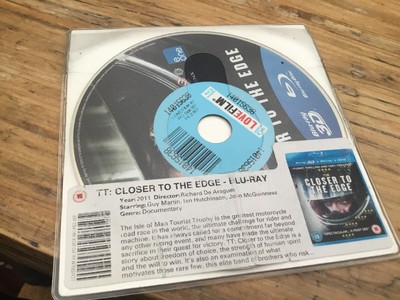 TO THE EDGE
Blu-ray 3D
Blu-ray
LOVEFiLM
TT: CLOSER TO THE EDGE - BLU-RAY
Year: 2011 Director: Richard De Aragues
Starring: Guy Martin, Ian Hutchinson, John McGuinness
Genre: Documentary
The Isle of Man Tourist Trophy is the greatest motorcycle
road race in the world, the ultimate challenge for rider and
machine. It has always called for a commitment far beyond
any other racing event, and many have made the ultimate
sacrifice in their quest for victory. TT: Closer to the Edge is a
story about freedom of choice, the strength of human spirit
and the will to win. It's also an examination of what
motivates those rare few, this elite band of brothers who risk...
CLOSER TO
THE EDGE